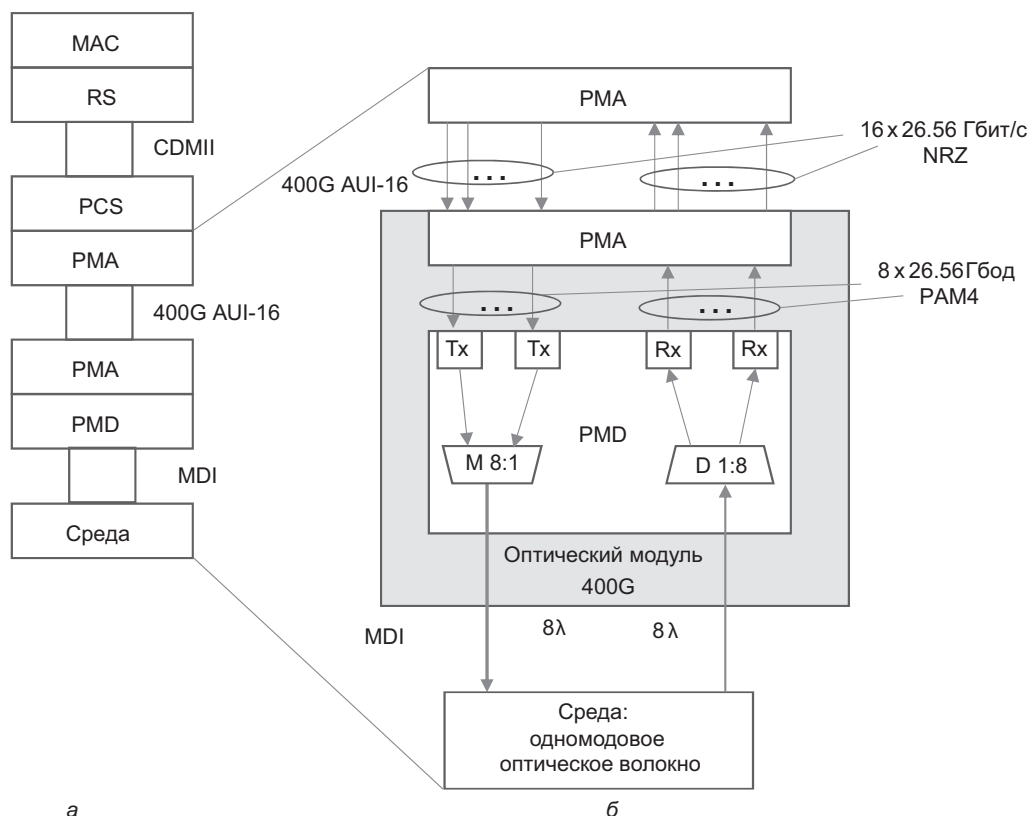 MAC
RS
CDMII
PCS
PMA
400G AUI-16
PMA
PMD
MDI
Среда
а
PMA
16 x 26.56 Гбит/с
NRZ
400G AUI-16
...
...
PMA
8 x 26.56 Гбод
PAM4
...
...
Tx
Tx
Rx
Rx
PMD
M 8:1
D 1:8
Оптический модуль
400G
MDI
8λ
8λ
Среда:
одномодовое
оптическое волокно
б